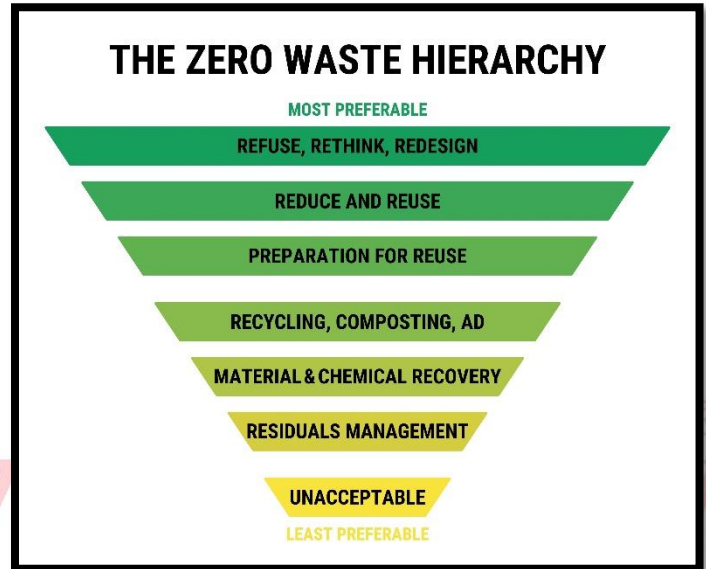 THE ZERO WASTE HIERARCHY
MOST PREFERABLE
REFUSE, RETHINK, REDESIGN
REDUCE AND REUSE
PREPARATION FOR REUSE
RECYCLING, COMPOSTING, AD
MATERIAL & CHEMICAL RECOVERY
RESIDUALS MANAGEMENT
UNACCEPTABLE
LEAST PREFERABLE